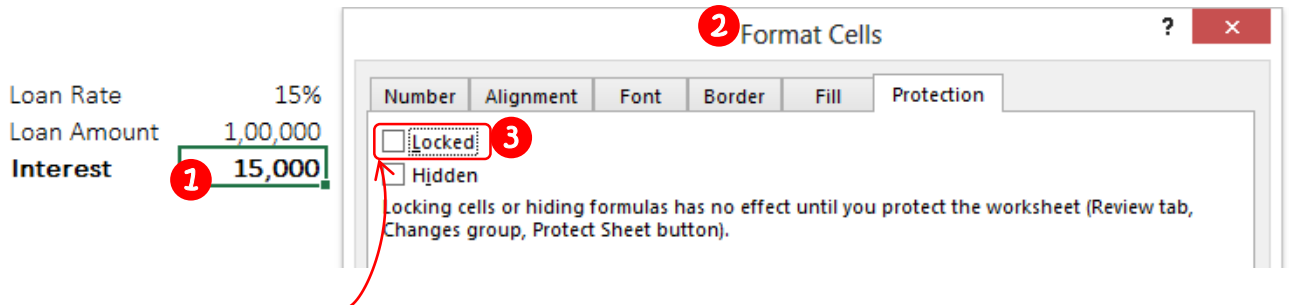 2 Format Cells ? ×
Loan Rate 15%
Loan Amount 1,00,000
Interest 1 15,000
Number Alignment Font Border Fill Protection
Locked 3
Hidden
Locking cells or hiding formulas has no effect until you protect the worksheet (Review tab,
Changes group, Protect Sheet button).